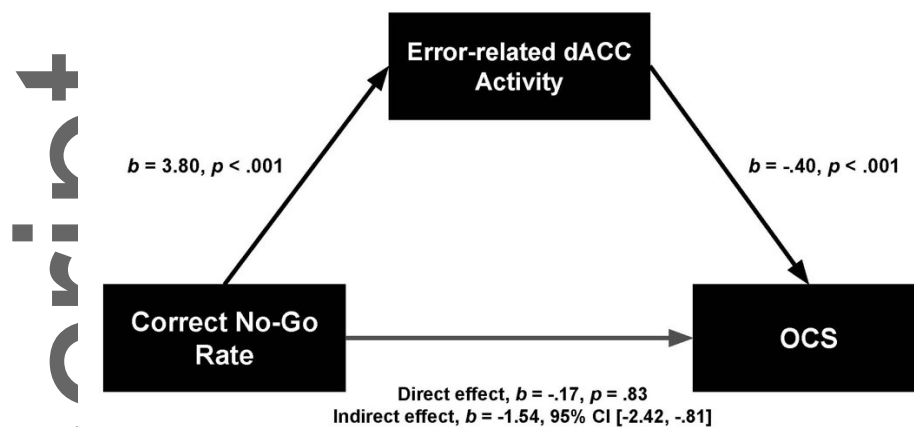 Error-related dACC
Activity
b = 3.80, p < .001
b = -.40, p < .001
Correct No-Go
Rate
OCS
Direct effect, b = -.17, p = .83
Indirect effect, b = -1.54, 95% CI [-2.42, -.81]